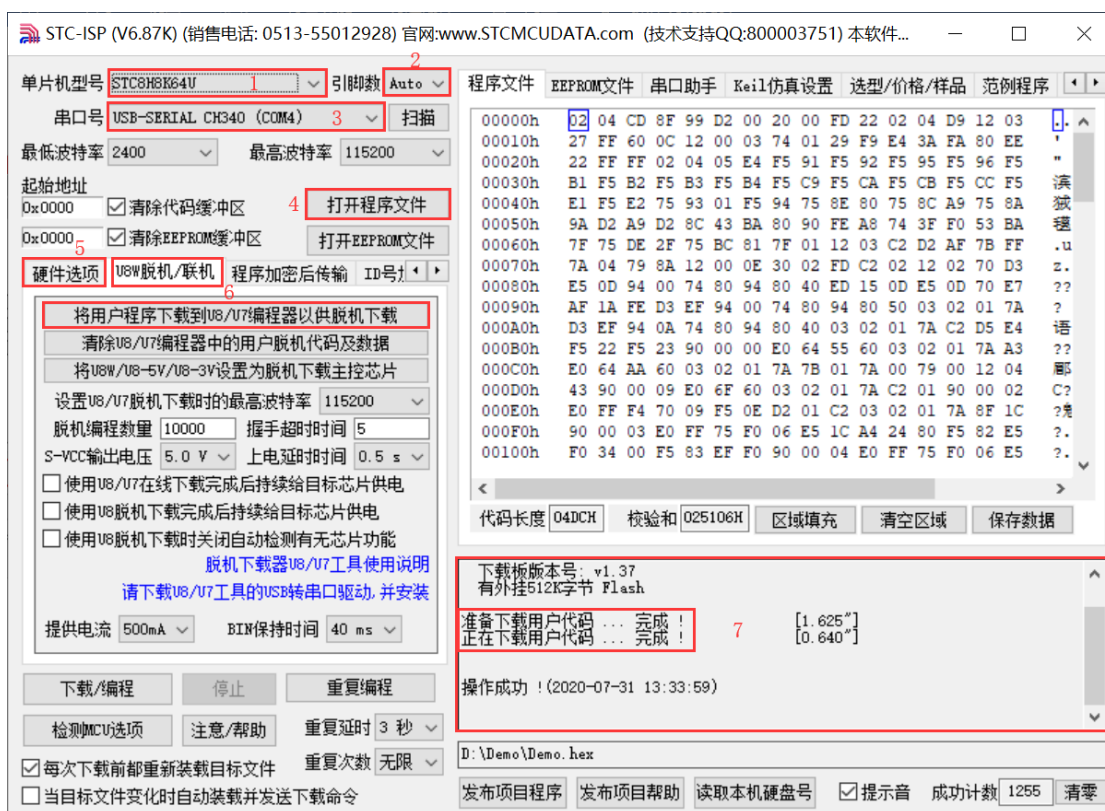 STC-ISP (V6.87K) (销售电话: 0513-55012928) 官网:www.STCMCUDATA.com (技术支持QQ:800003751) 本软件...
单片机型号 STC8H8K64U 1 引脚数 2 Auto
串口号 USB-SERIAL CH340 (COM4) 3 扫描
最低波特率 2400 最高波特率 115200
起始地址
0x0000 清除代码缓冲区 4 打开程序文件
0x0000 清除EEPROM缓冲区 打开EEPROM文件
5
硬件选项 U8W脱机/联机 程序加密后传输 ID号
6
将用户程序下载到U8/U7编程器以供脱机下载
清除U8/U7编程器中的用户脱机代码及数据
将U8W/U8-5V/U8-3V设置为脱机下载主控芯片
设置U8/U7脱机下载时的最高波特率 115200
脱机编程数量 10000 握手超时时间 5
S-VCC输出电压 5.0 V 上电延时时间 0.5 s
使用U8/U7在线下载完成后持续给目标芯片供电
使用U8脱机下载完成后持续给目标芯片供电
使用U8脱机下载时关闭自动检测有无芯片功能
脱机下载器U8/U7工具使用说明
请下载U8/U7工具的USB转串口驱动,并安装
提供电流 500mA BIN保持时间 40 ms
下载/编程 停止 重复编程
检测MCU选项 注意/帮助 重复延时 3 秒
重复次数 无限
每次下载前都重新装载目标文件
当目标文件变化时自动装载并发送下载命令
程序文件 EEPROM文件 串口助手 Keil仿真设置 选型/价格/样品 范例程序
00000h 02 04 CD 8F 99 D2 00 20 00 FD 22 02 04 D9 12 03 ..
00010h 27 FF 60 0C 12 00 03 74 01 29 F9 E4 3A FA 80 EE '
00020h 22 FF FF 02 04 05 E4 F5 91 F5 92 F5 95 F5 96 F5 "
00030h B1 F5 B2 F5 B3 F5 B4 F5 C9 F5 CA F5 CB F5 CC F5
00040h E1 F5 E2 75 93 01 F5 94 75 8E 80 75 8C A9 75 8A
00050h 9A D2 A9 D2 8C 43 BA 80 90 FE A8 74 3F F0 53 BA
00060h 7F 75 DE 2F 75 BC 81 7F 01 12 03 C2 D2 AF 7B FF .u
00070h 7A 04 79 8A 12 00 0E 30 02 FD C2 02 12 02 70 D3 z.
00080h E5 0D 94 00 74 80 94 80 40 ED 15 0D E5 0D 70 E7 ??
00090h AF 1A FE D3 EF 94 00 74 80 94 80 50 03 02 01 7A ?
000A0h D3 EF 94 0A 74 80 94 80 40 03 02 01 7A C2 D5 E4 语
000B0h F5 22 F5 23 90 00 00 E0 64 55 60 03 02 01 7A A3 ??
000C0h E0 64 AA 60 03 02 01 7A 7B 01 7A 00 79 00 12 04 郿
000D0h 43 90 00 09 E0 6F 60 03 02 01 7A C2 01 90 00 02 C?
000E0h E0 FF F4 70 09 F5 0E D2 01 C2 03 02 01 7A 8F 1C
000F0h 90 00 03 E0 FF 75 F0 06 E5 1C A4 24 80 F5 82 E5 ?.
00100h F0 34 00 F5 83 EF F0 90 00 04 E0 FF 75 F0 06 E5 ?.
代码长度 04DCH 校验和 025106H 区域填充 清空区域 保存数据
下载板版本号: v1.37
有外挂512K字节 Flash
准备下载用户代码 ... 完成 ! [1.625"]
正在下载用户代码 ... 完成 ! 7 [0.640"]
操作成功 !(2020-07-31 13:33:59)
D:\Demo\Demo.hex
发布项目程序 发布项目帮助 读取本机硬盘号 提示音 成功计数 1255 清零